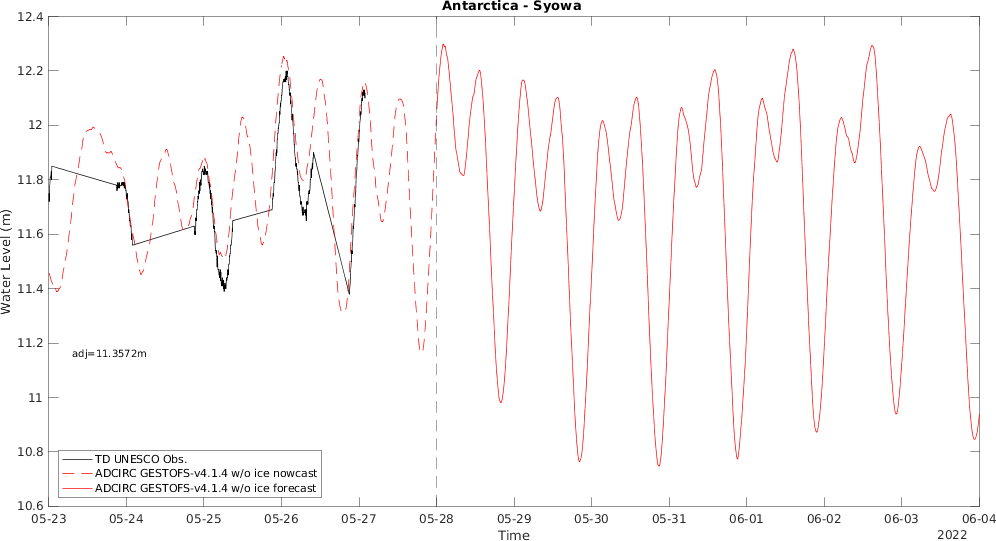 Antarctica - Syowa
12.4
12.2
12
11.8
11.6
11.4
11.2
11
10.8
10.6
Water Level (m)
adj=11.3572m
TD UNESCO Obs.
ADCIRC GESTOFS-v4.1.4 w/o ice nowcast
ADCIRC GESTOFS-v4.1.4 w/o ice forecast
05-23 05-24 05-25 05-26 05-27 05-28 05-29 05-30 05-31 06-01 06-02 06-03 06-04
Time
2022